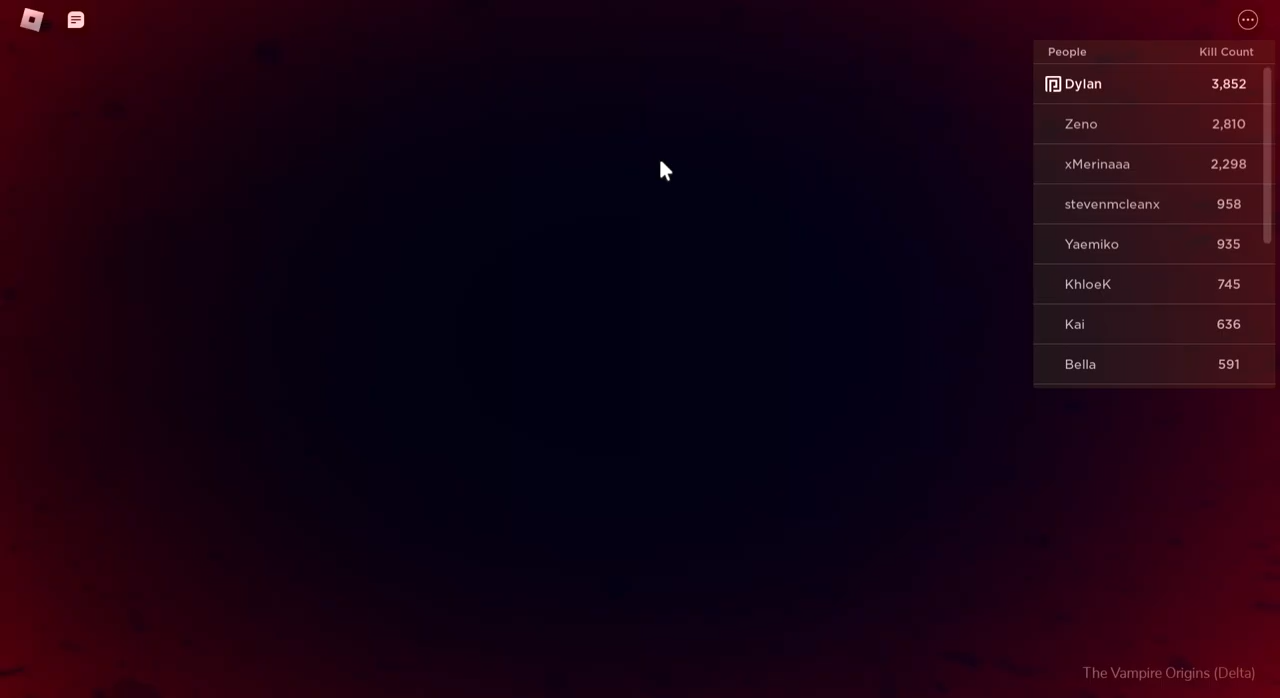 People Kill Count
Dylan 3,852
Zeno 2,810
xMerinaaa 2,298
stevenmcleanx 958
Yaemiko 935
KhloeK 745
Kai 636
Bella 591
The Vampire Origins (Delta)